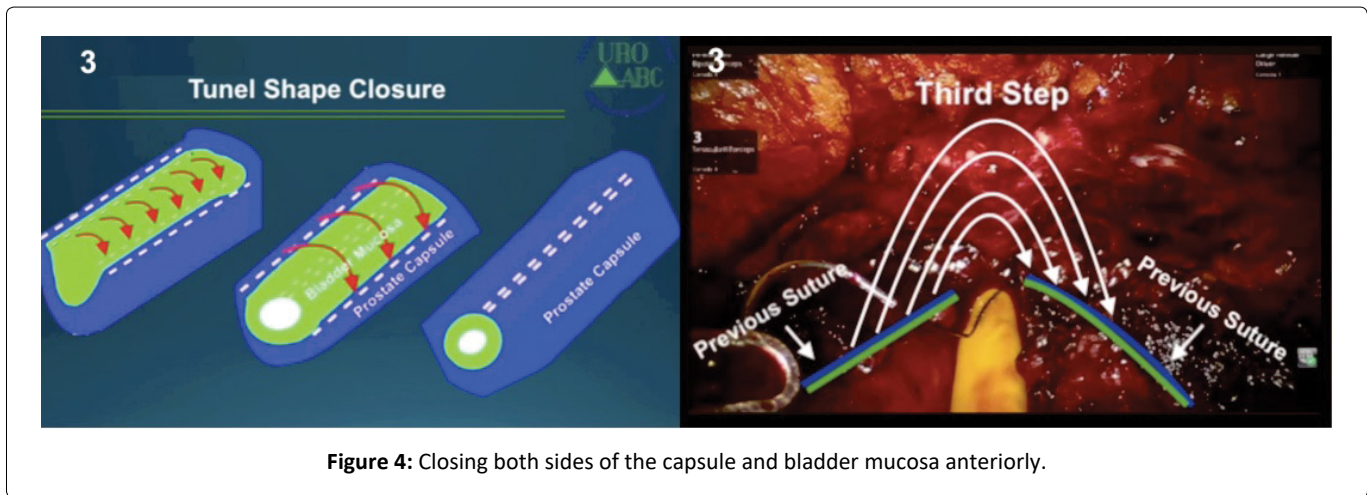 3
URO
ABC
Tunel Shape Closure
Bladder Mucosa
Prostate Capsule
Prostate Capsule
3
Third Step
3
Previous Suture
Previous Suture
Figure 4: Closing both sides of the capsule and bladder mucosa anteriorly.